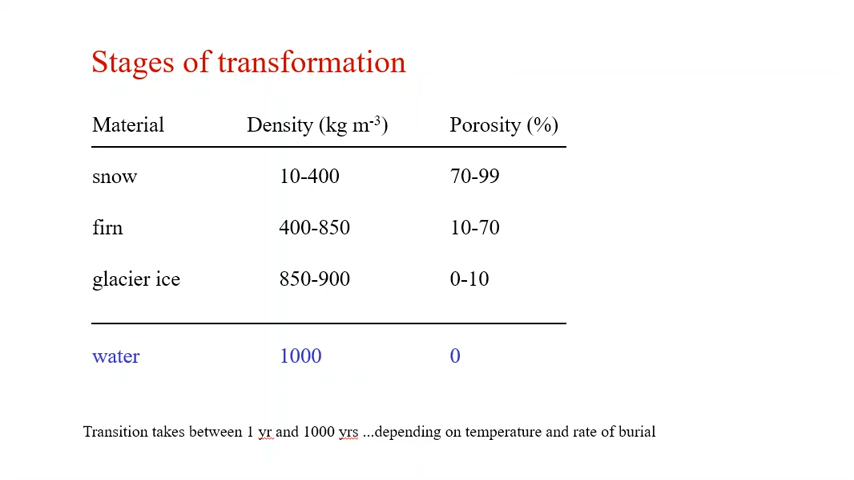 Stages of transformation
Material Density (kg m⁻³) Porosity (%)
snow 10-400 70-99
firn 400-850 10-70
glacier ice 850-900 0-10
water 1000 0
Transition takes between 1 yr and 1000 yrs ...depending on temperature and rate of burial